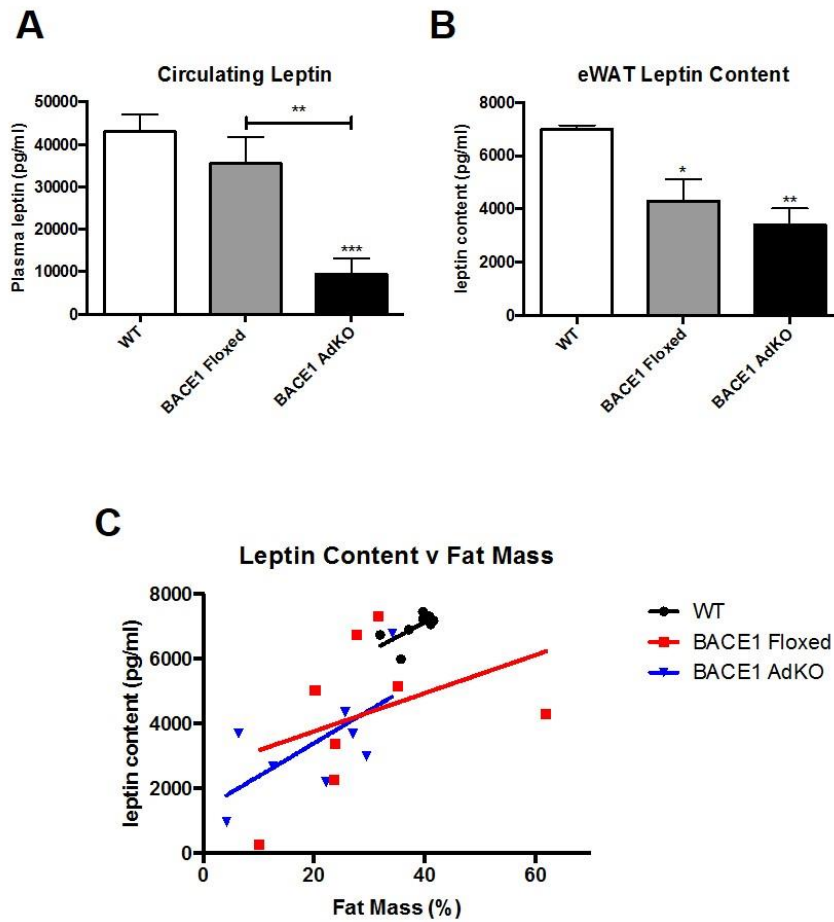 A
Circulating Leptin
Plasma leptin (pg/ml)
50000
40000
30000
20000
10000
0
**
***
WT
BACE1 Floxed
BACE1 AdKO
B
eWAT Leptin Content
leptin content (pg/ml)
8000
6000
4000
2000
0
*
**
WT
BACE1 Floxed
BACE1 AdKO
C
Leptin Content v Fat Mass
leptin content (pg/ml)
8000
6000
4000
2000
0
0 20 40 60
Fat Mass (%)
WT
BACE1 Floxed
BACE1 AdKO